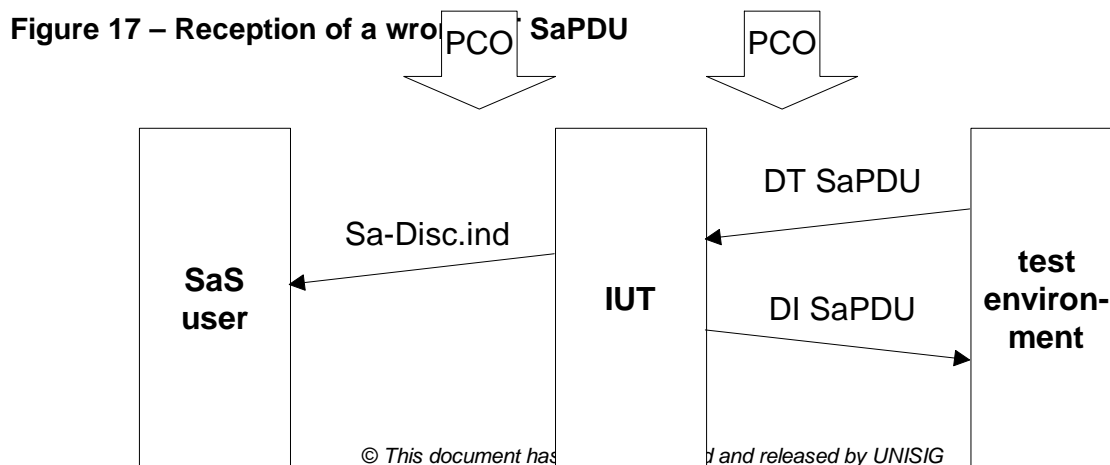 Figure 17 – Reception of a wro SaPDU
PCO
PCO
DT SaPDU
Sa-Disc.ind
SaS
user
IUT
test
environ-
ment
DI SaPDU
© This document has d and released by UNISIG